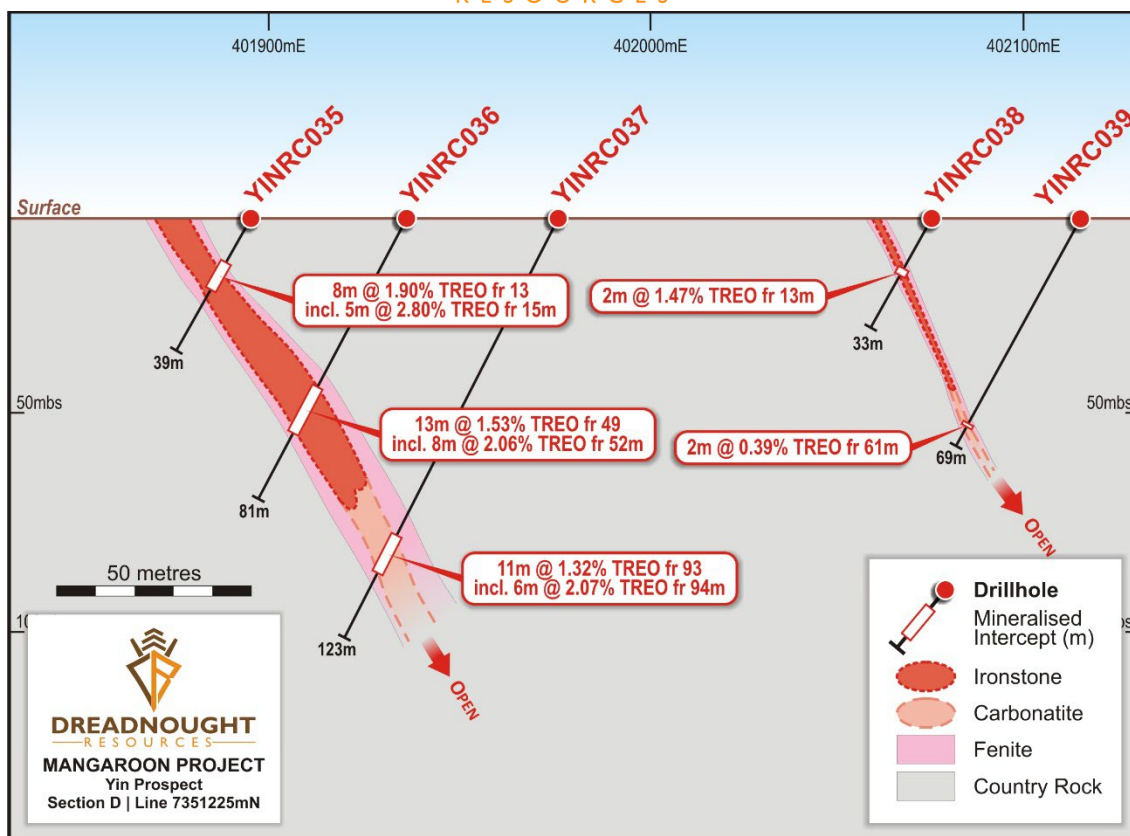 RESOURCES
401900mE
402000mE
402100mE
YINRC035
YINRC036
YINRC037
YINRC038
YINRC039
Surface
8m @ 1.90% TREO fr 13
incl. 5m @ 2.80% TREO fr 15m
2m @ 1.47% TREO fr 13m
39m
33m
50mbs
50mbs
13m @ 1.53% TREO fr 49
incl. 8m @ 2.06% TREO fr 52m
2m @ 0.39% TREO fr 61m
69m
81m
OPEN
11m @ 1.32% TREO fr 93
incl. 6m @ 2.07% TREO fr 94m
50 metres
123m
OPEN
DREADNOUGHT
RESOURCES
MANGAROON PROJECT
Yin Prospect
Section D | Line 7351225mN
Drillhole
Mineralised
Intercept (m)
Ironstone
Carbonatite
Fenite
Country Rock